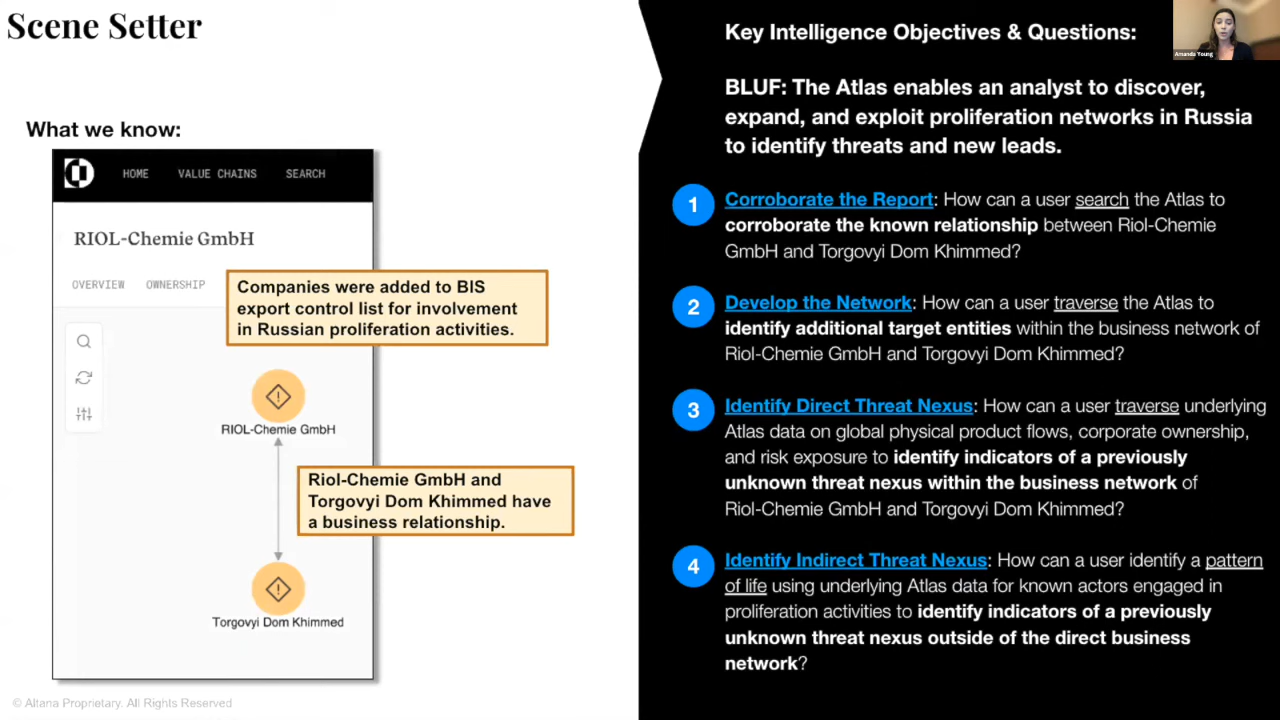 Scene Setter
What we know:
HOME VALUE CHAINS SEARCH
RIOL-Chemie GmbH
OVERVIEW OWNERSHIP
Companies were added to BIS
export control list for involvement
in Russian proliferation activities.
RIOL-Chemie GmbH
Riol-Chemie GmbH and
Torgovyi Dom Khimmed have
a business relationship.
Torgovyi Dom Khimmed
© Altana Proprietary. All Rights Reserved
Key Intelligence Objectives & Questions:
BLUF: The Atlas enables an analyst to discover,
expand, and exploit proliferation networks in Russia
to identify threats and new leads.
1
Corroborate the Report: How can a user search the Atlas to
corroborate the known relationship between Riol-Chemie
GmbH and Torgovyi Dom Khimmed?
2
Develop the Network: How can a user traverse the Atlas to
identify additional target entities within the business network of
Riol-Chemie GmbH and Torgovyi Dom Khimmed?
3
Identify Direct Threat Nexus: How can a user traverse underlying
Atlas data on global physical product flows, corporate ownership,
and risk exposure to identify indicators of a previously
unknown threat nexus within the business network of
Riol-Chemie GmbH and Torgovyi Dom Khimmed?
4
Identify Indirect Threat Nexus: How can a user identify a pattern
of life using underlying Atlas data for known actors engaged in
proliferation activities to identify indicators of a previously
unknown threat nexus outside of the direct business
network?
Amanda Young